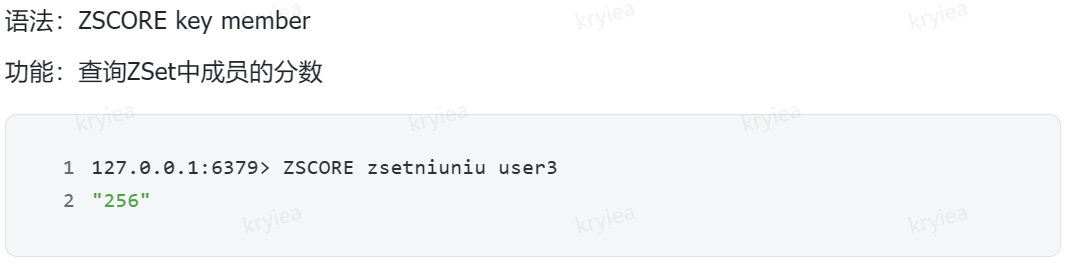 语法：ZSCORE key member
功能：查询ZSet中成员的分数
1 127.0.0.1:6379> ZSCORE zsetniuniu user3
2 "256"
kryiea
kryiea
kryiea
kryiea
kryiea
kryiea
kryiea
kryiea
kryiea